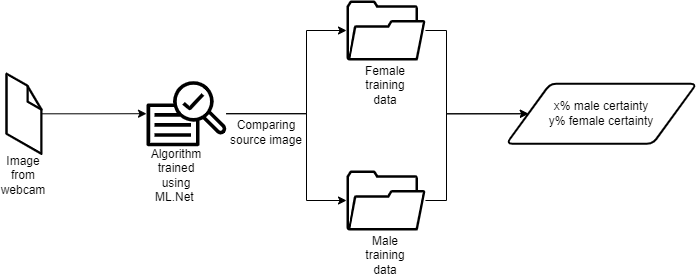 Image
from
webcam
Algorithm
trained
using
ML.Net
Comparing
source image
Female
training
data
Male
training
data
x% male certainty
y% female certainty